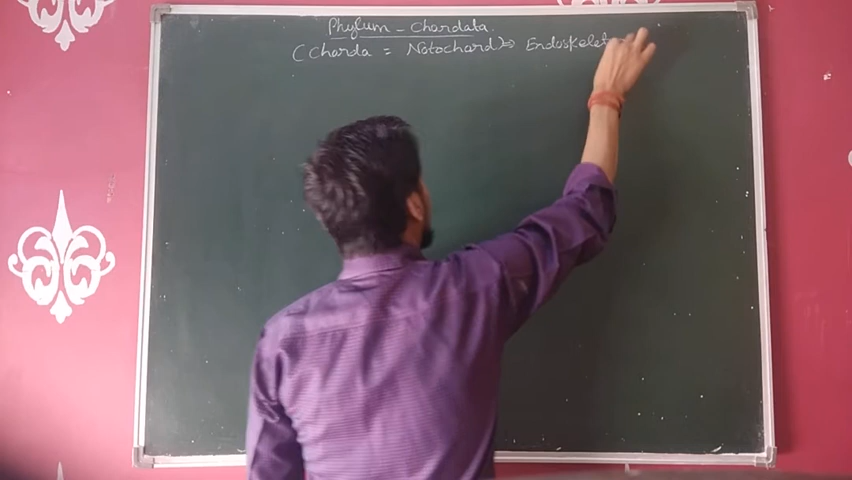 Phylum - Chordata.
(Chorda = Notochord) ⇒ Endoskelet